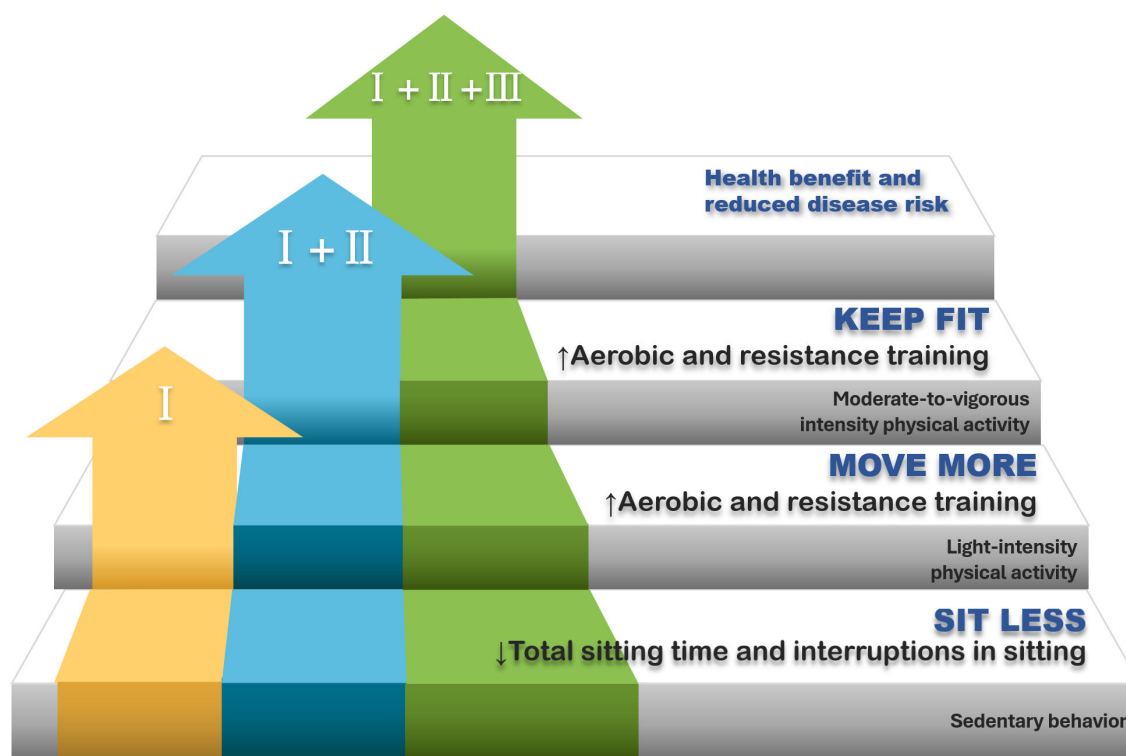 I + II +III
Health benefit and
reduced disease risk
I + II
KEEP FIT
↑Aerobic and resistance training
I
Moderate-to-vigorous
intensity physical activity
MOVE MORE
↑Aerobic and resistance training
Light-intensity
physical activity
SIT LESS
↓Total sitting time and interruptions in sitting
Sedentary behavior